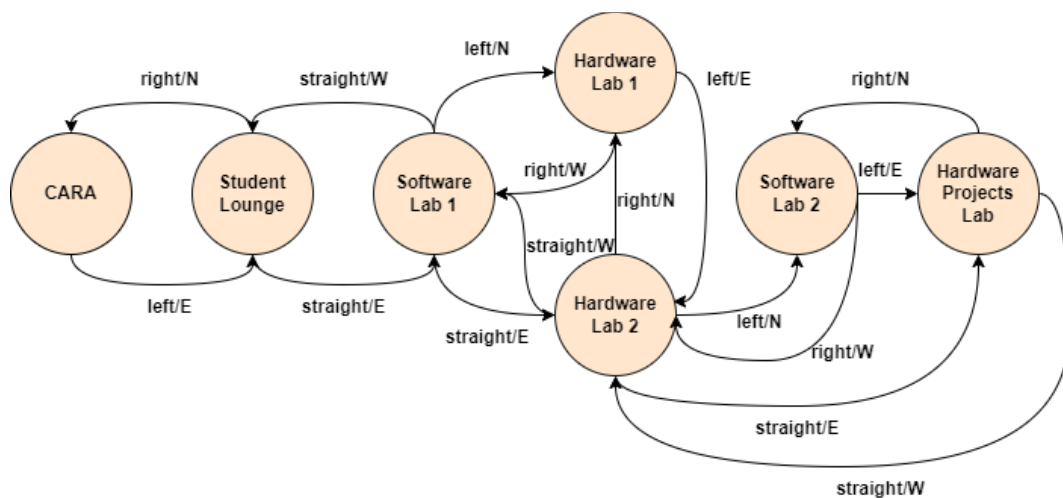 left/N
Hardware
Lab 1
right/N
straight/W
left/E
right/N
CARA
Student
Lounge
Software
Lab 1
right/W
right/N
Software
Lab 2
left/E
Hardware
Projects
Lab
straight/W
left/E
straight/E
straight/E
Hardware
Lab 2
left/N
right/W
straight/E
straight/W